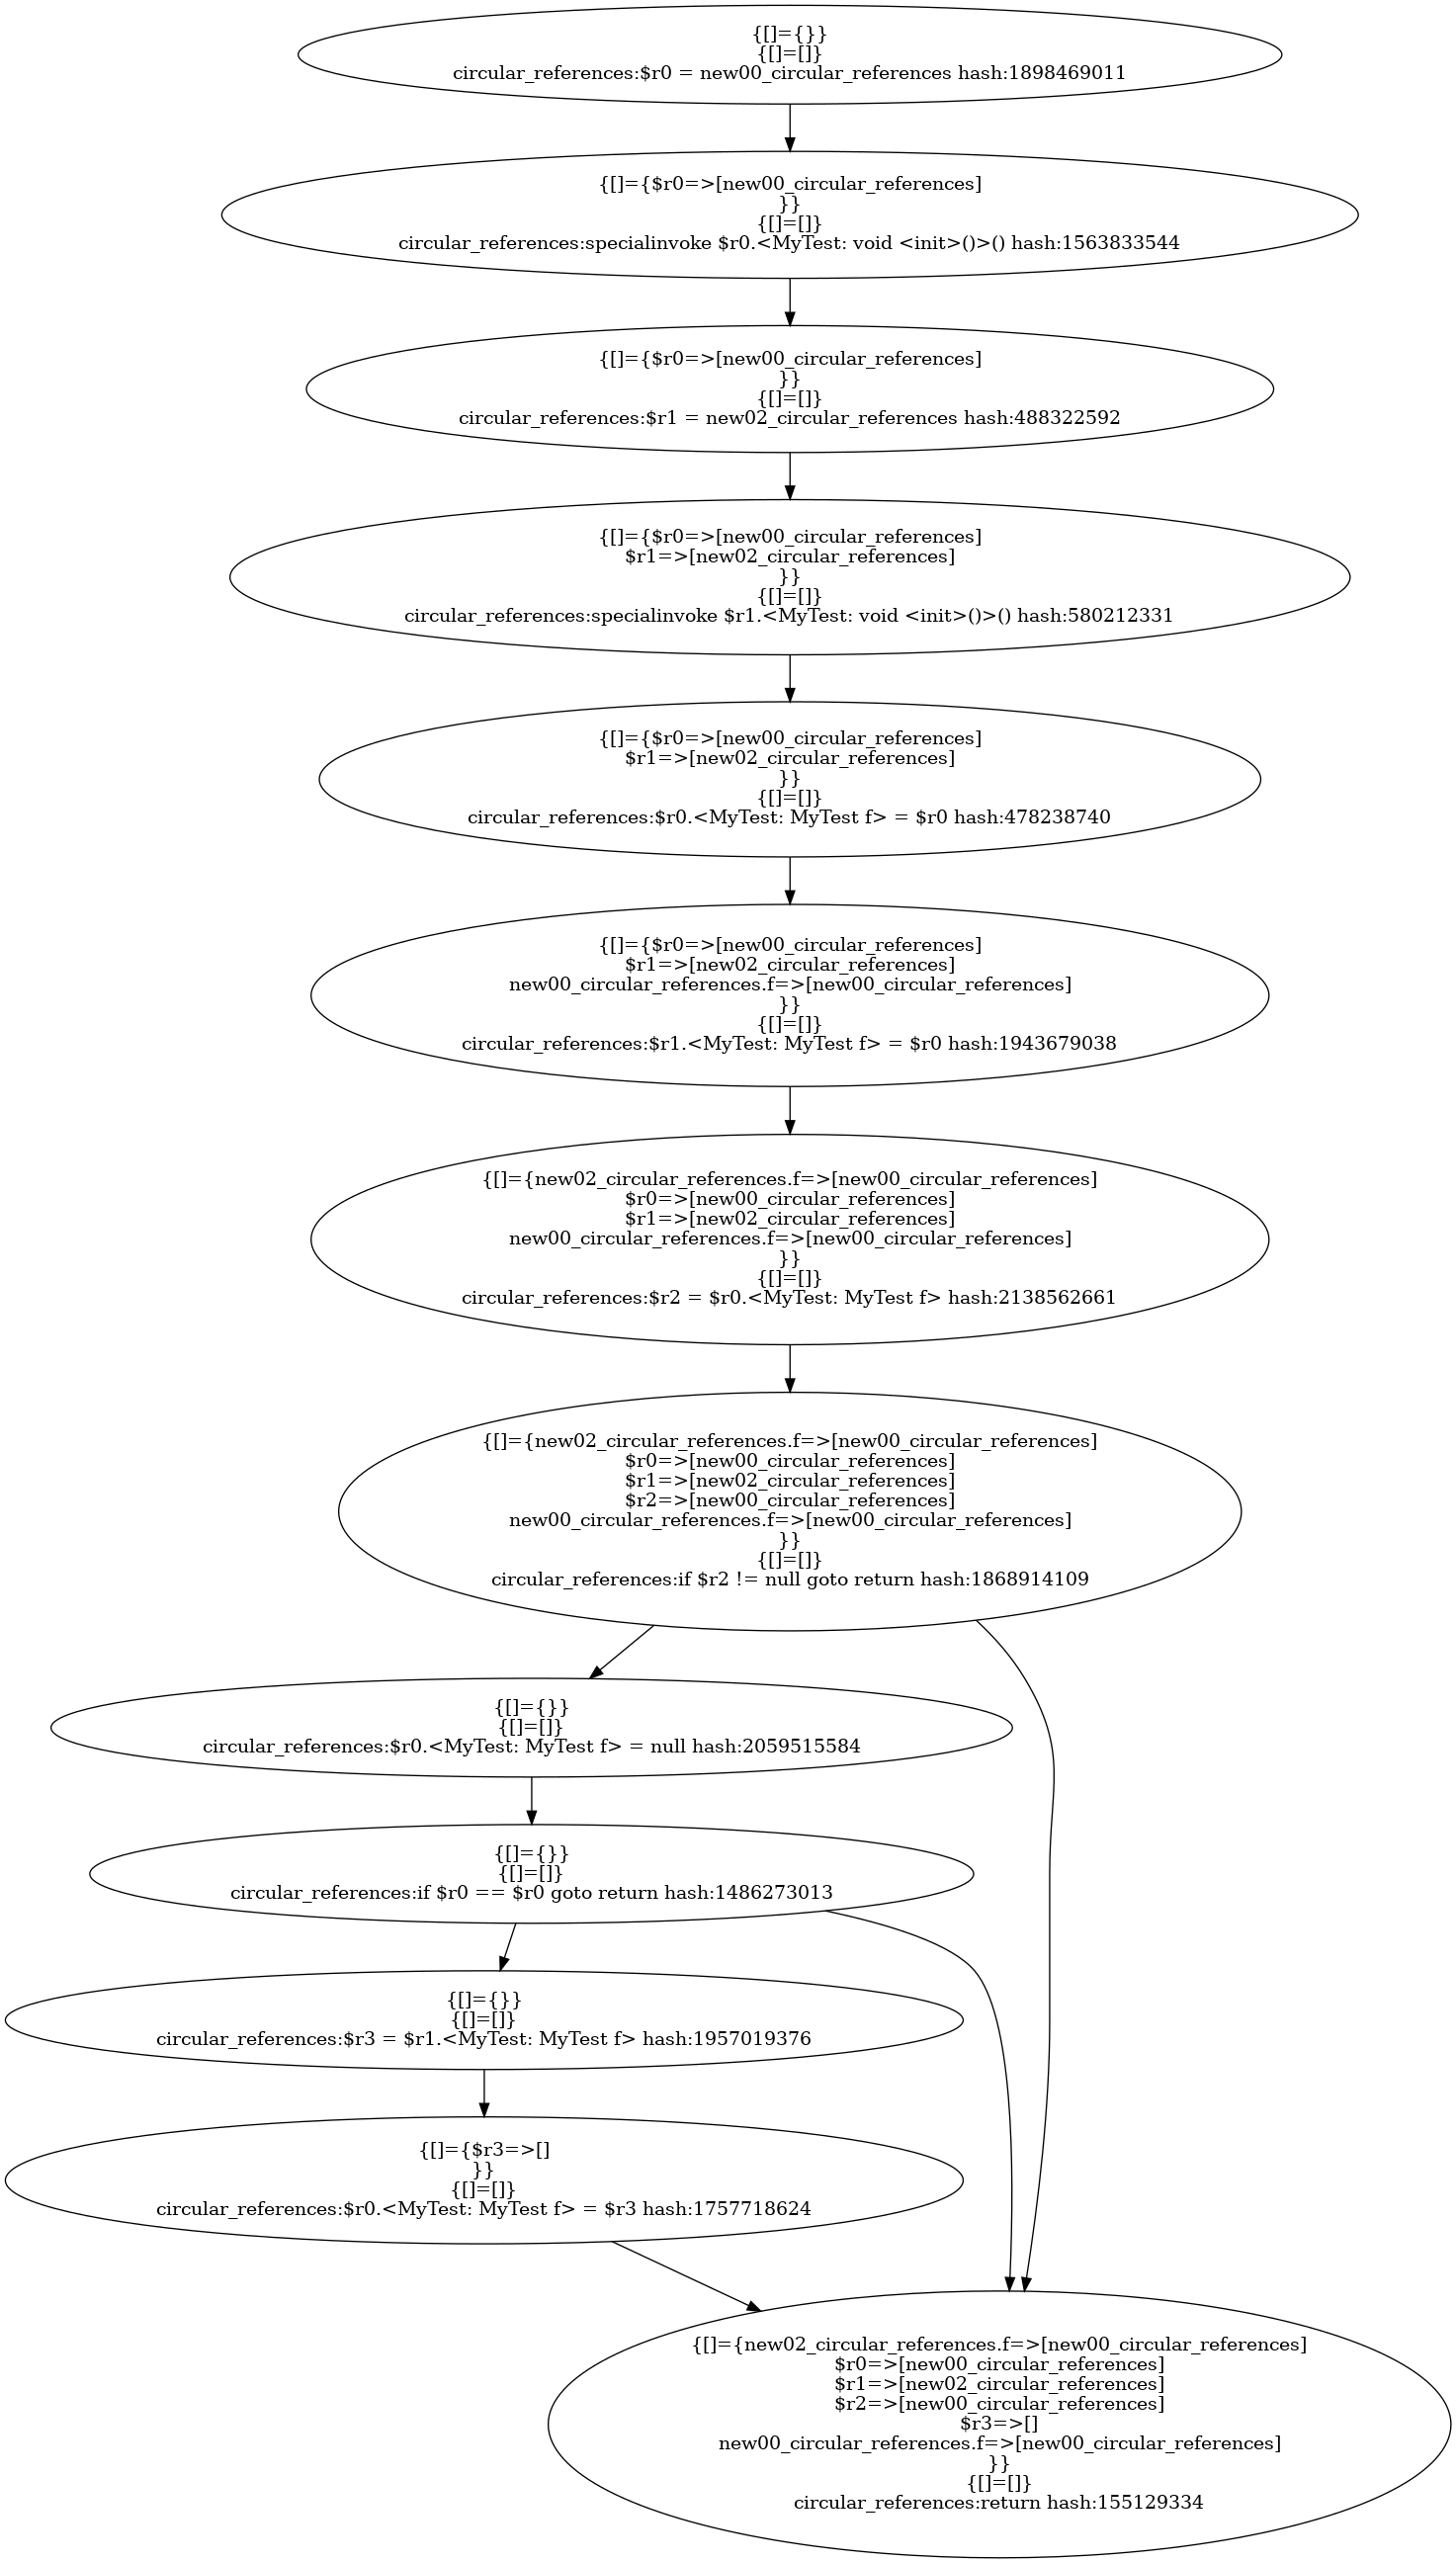 {[]={}}
{[]=[]}
circular_references:$r0 = new00_circular_references hash:1898469011
{[]={$r0=>[new00_circular_references]
}}
{[]=[]}
circular_references:specialinvoke $r0.<MyTest: void <init>()>() hash:1563833544
{[]={$r0=>[new00_circular_references]
}}
{[]=[]}
circular_references:$r1 = new02_circular_references hash:488322592
{[]={$r0=>[new00_circular_references]
$r1=>[new02_circular_references]
}}
{[]=[]}
circular_references:specialinvoke $r1.<MyTest: void <init>()>() hash:580212331
{[]={$r0=>[new00_circular_references]
$r1=>[new02_circular_references]
}}
{[]=[]}
circular_references:$r0.<MyTest: MyTest f> = $r0 hash:478238740
{[]={$r0=>[new00_circular_references]
$r1=>[new02_circular_references]
new00_circular_references.f=>[new00_circular_references]
}}
{[]=[]}
circular_references:$r1.<MyTest: MyTest f> = $r0 hash:1943679038
{[]={new02_circular_references.f=>[new00_circular_references]
$r0=>[new00_circular_references]
$r1=>[new02_circular_references]
new00_circular_references.f=>[new00_circular_references]
}}
{[]=[]}
circular_references:$r2 = $r0.<MyTest: MyTest f> hash:2138562661
{[]={new02_circular_references.f=>[new00_circular_references]
$r0=>[new00_circular_references]
$r1=>[new02_circular_references]
$r2=>[new00_circular_references]
new00_circular_references.f=>[new00_circular_references]
}}
{[]=[]}
circular_references:if $r2 != null goto return hash:1868914109
{[]={}}
{[]=[]}
circular_references:$r0.<MyTest: MyTest f> = null hash:2059515584
{[]={}}
{[]=[]}
circular_references:if $r0 == $r0 goto return hash:1486273013
{[]={}}
{[]=[]}
circular_references:$r3 = $r1.<MyTest: MyTest f> hash:1957019376
{[]={$r3=>[]
}}
{[]=[]}
circular_references:$r0.<MyTest: MyTest f> = $r3 hash:1757718624
{[]={new02_circular_references.f=>[new00_circular_references]
$r0=>[new00_circular_references]
$r1=>[new02_circular_references]
$r2=>[new00_circular_references]
$r3=>[]
new00_circular_references.f=>[new00_circular_references]
}}
{[]=[]}
circular_references:return hash:155129334